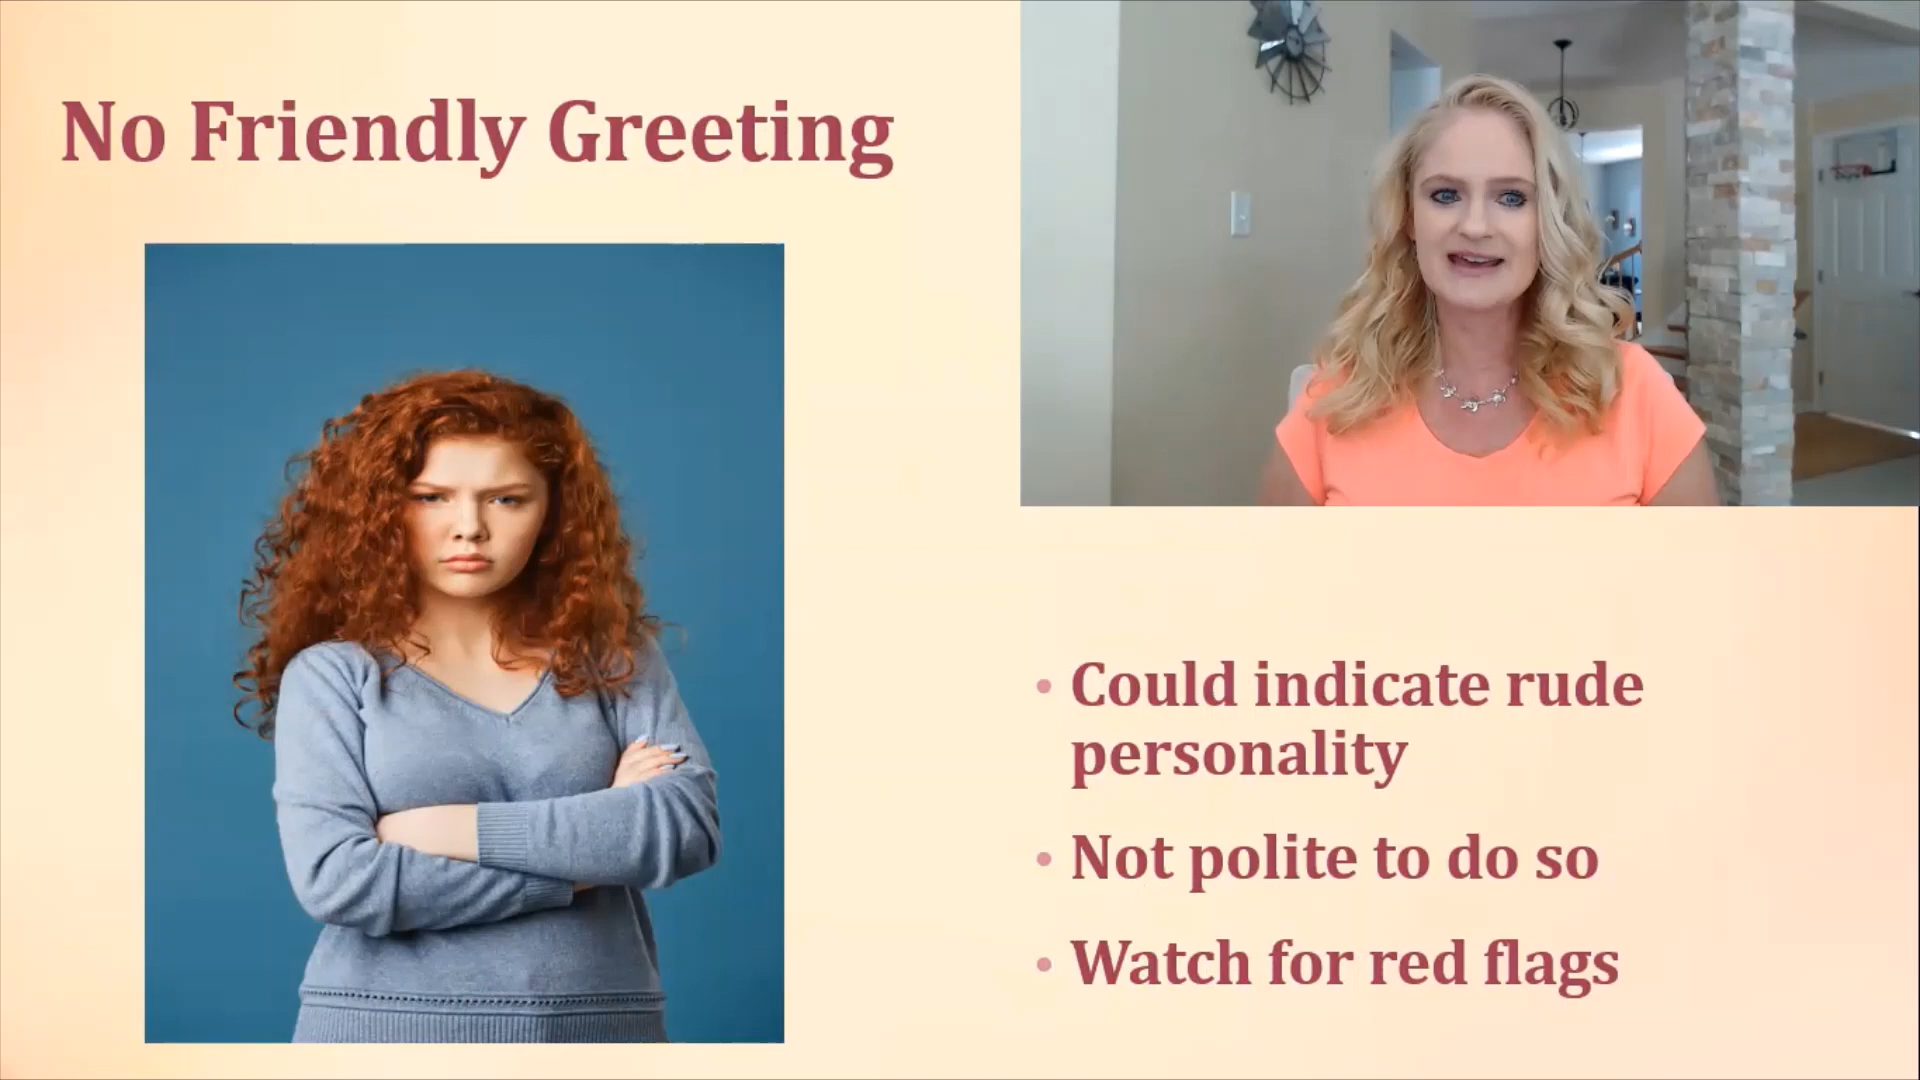 No Friendly Greeting
• Could indicate rude
personality
• Not polite to do so
• Watch for red flags